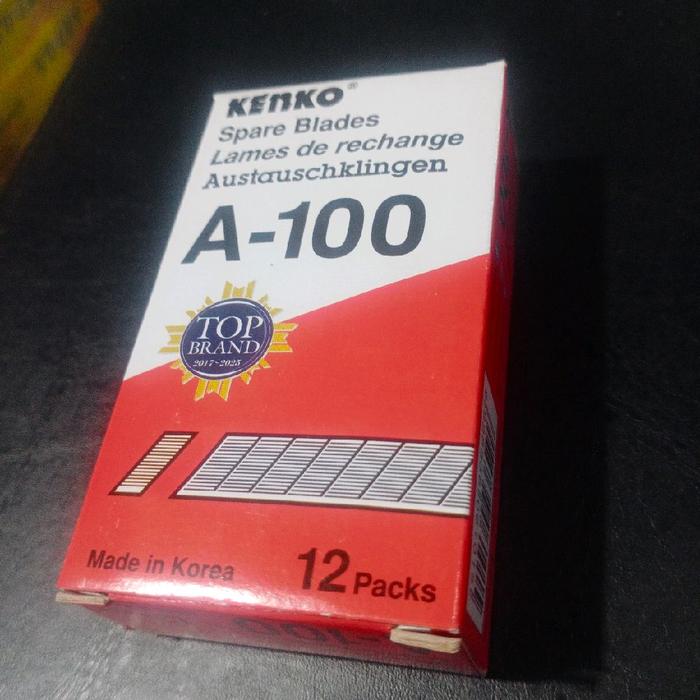 KENKO®
Spare Blades
Lames de rechange
Austauschklingen
A-100
TOP
BRAND
2017-2025
Made in Korea
12 Packs